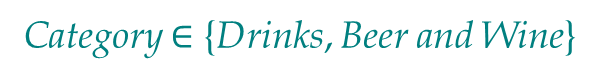 Category ∈ {Drinks, Beer and Wine}